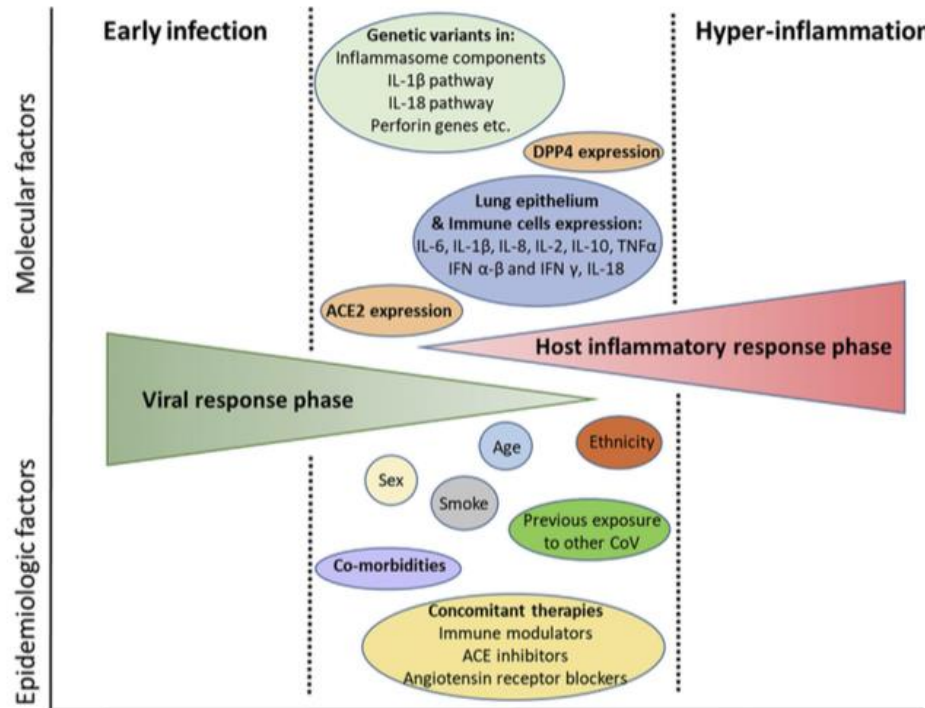 Early infection
Hyper-inflammation
Molecular factors
Genetic variants in:
Inflammasome components
IL-1β pathway
IL-18 pathway
Perforin genes etc.
DPP4 expression
Lung epithelium
& Immune cells expression:
IL-6, IL-1β, IL-8, IL-2, IL-10, TNFα
IFN α-β and IFN γ, IL-18
ACE2 expression
Host inflammatory response phase
Viral response phase
Epidemiologic factors
Age
Ethnicity
Sex
Smoke
Previous exposure
to other CoV
Co-morbidities
Concomitant therapies
Immune modulators
ACE inhibitors
Angiotensin receptor blockers